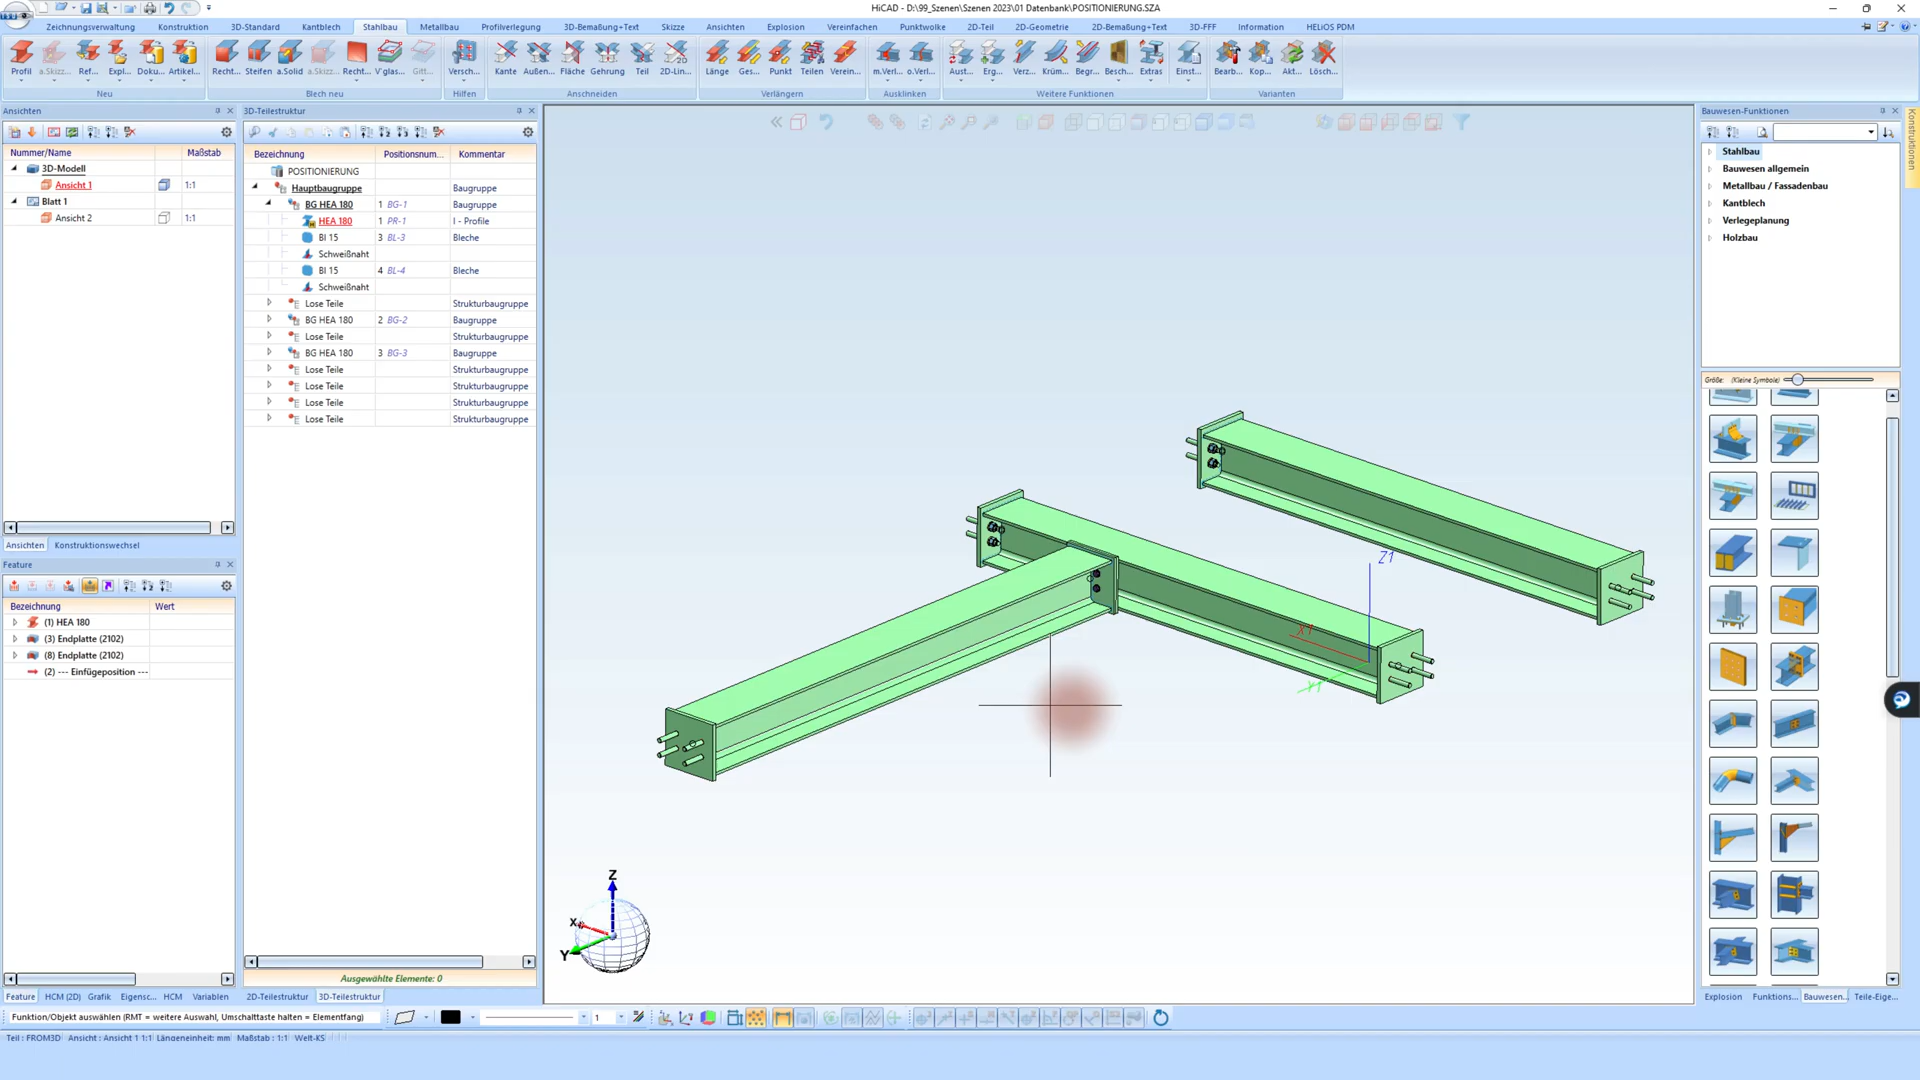 HiCAD - D:\99_Szenen\Szenen 2023\01 Datenbank\POSITIONIERUNG.SZA
Zeichnungsverwaltung Konstruktion 3D-Standard Kantblech Stahlbau Metallbau Profilverlegung 3D-Bemaßung+Text Skizze Ansichten Explosion Vereinfachen Punktwolke 2D-Teil 2D-Geometrie 2D-Bemaßung+Text 3D-FFF Information HELiOS PDM
Profil a.Skizz... Ref... Expl... Doku... Artikel... Recht... Steifen a.Solid a.Skizz... Recht... V'glas... Gitt... Versch... Kante Außen... Fläche Gehrung Teil 2D-Lin... Länge Ges... Punkt Teilen Verein... m.Verl... o.Verl... Aust... Erg... Verz... Krüm... Begr... Besch... Extras Einst... Bearb... Kop... Akt... Lösch...
Neu Blech neu Hilfen Anschneiden Verlängern Ausklinken Weitere Funktionen Varianten
Ansichten
Nummer/Name Maßstab
3D-Modell
Ansicht 1 1:1
Blatt 1
Ansicht 2 1:1
Ansichten Konstruktionswechsel
Feature
Bezeichnung Wert
(1) HEA 180
(3) Endplatte (2102)
(8) Endplatte (2102)
(2) --- Einfügeposition ---
Feature HCM (2D) Grafik Eigensc... HCM Variablen
3D-Teilestruktur
Bezeichnung Positionsnum... Kommentar
POSITIONIERUNG
Hauptbaugruppe Baugruppe
BG HEA 180 1 BG-1 Baugruppe
HEA 180 1 PR-1 I - Profile
Bl 15 3 BL-3 Bleche
Schweißnaht
Bl 15 4 BL-4 Bleche
Schweißnaht
Lose Teile Strukturbaugruppe
BG HEA 180 2 BG-2 Baugruppe
Lose Teile Strukturbaugruppe
BG HEA 180 3 BG-3 Baugruppe
Lose Teile Strukturbaugruppe
Lose Teile Strukturbaugruppe
Lose Teile Strukturbaugruppe
Lose Teile Strukturbaugruppe
Ausgewählte Elemente: 0
2D-Teilestruktur 3D-Teilestruktur
Z1
X1
Y1
Z
X
Y
Bauwesen-Funktionen
Stahlbau
Bauwesen allgemein
Metallbau / Fassadenbau
Kantblech
Verlegeplanung
Holzbau
Größe: (Kleine Symbole)
Explosion Funktions... Bauwesen... Teile-Eige...
Konstruktionen
Funktion/Objekt auswählen (RMT = weitere Auswahl, Umschalttaste halten = Elementfang) 1
Teil : FROM3D Ansicht : Ansicht 1 1:1 Längeneinheit: mm Maßstab : 1:1 Welt-KS